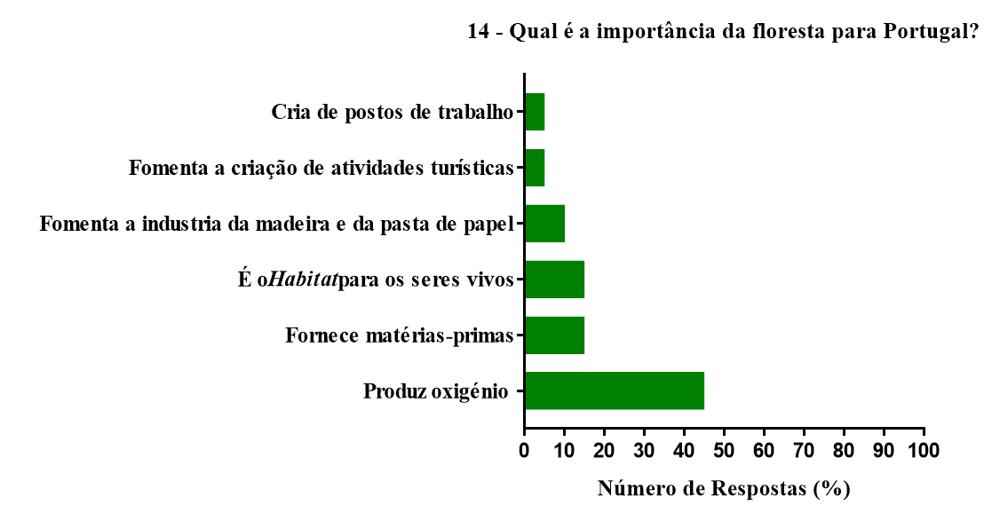 14 - Qual é a importância da floresta para Portugal?
Cria de postos de trabalho
Fomenta a criação de atividades turísticas
Fomenta a industria da madeira e da pasta de papel
É oHabitatpara os seres vivos
Fornece matérias-primas
Produz oxigénio
0 10 20 30 40 50 60 70 80 90 100
Número de Respostas (%)